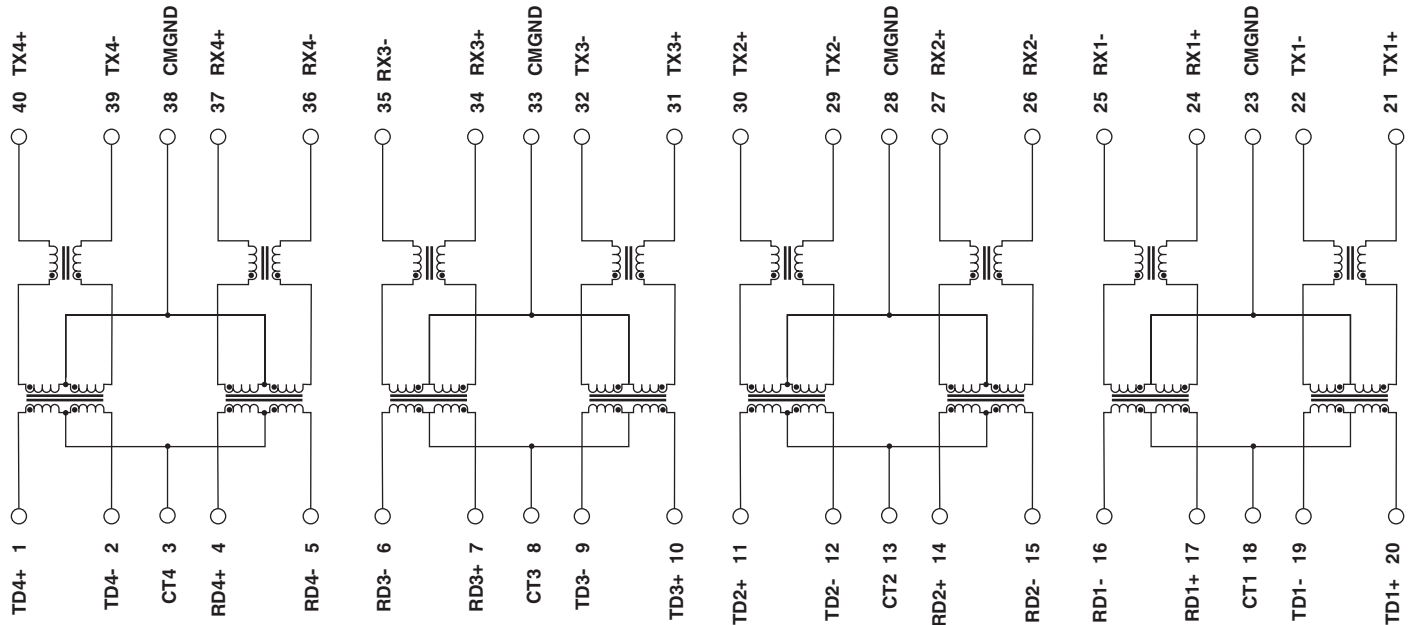 40 TX4+
39 TX4-
38 CMGND
37 RX4+
36 RX4-
35 RX3-
34 RX3+
33 CMGND
32 TX3-
31 TX3+
30 TX2+
29 TX2-
28 CMGND
27 RX2+
26 RX2-
25 RX1-
24 RX1+
23 CMGND
22 TX1-
21 TX1+
TD4+ 1
TD4- 2
CT4 3
RD4+ 4
RD4- 5
RD3- 6
RD3+ 7
CT3 8
TD3- 9
TD3+ 10
TD2+ 11
TD2- 12
CT2 13
RD2+ 14
RD2- 15
RD1- 16
RD1+ 17
CT1 18
TD1- 19
TD1+ 20